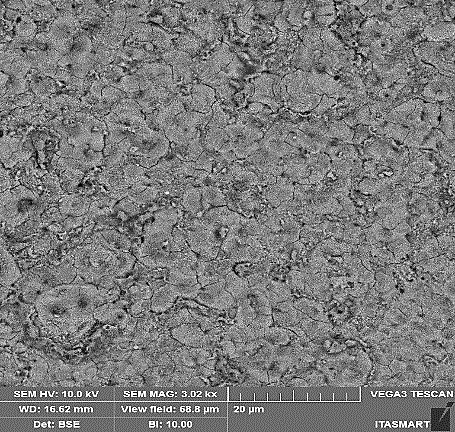 SEM HV: 10.0 kV SEM MAG: 3.02 kx VEGA3 TESCAN
WD: 16.62 mm View field: 68.8 µm 20 µm
Det: BSE BI: 10.00 ITASMART